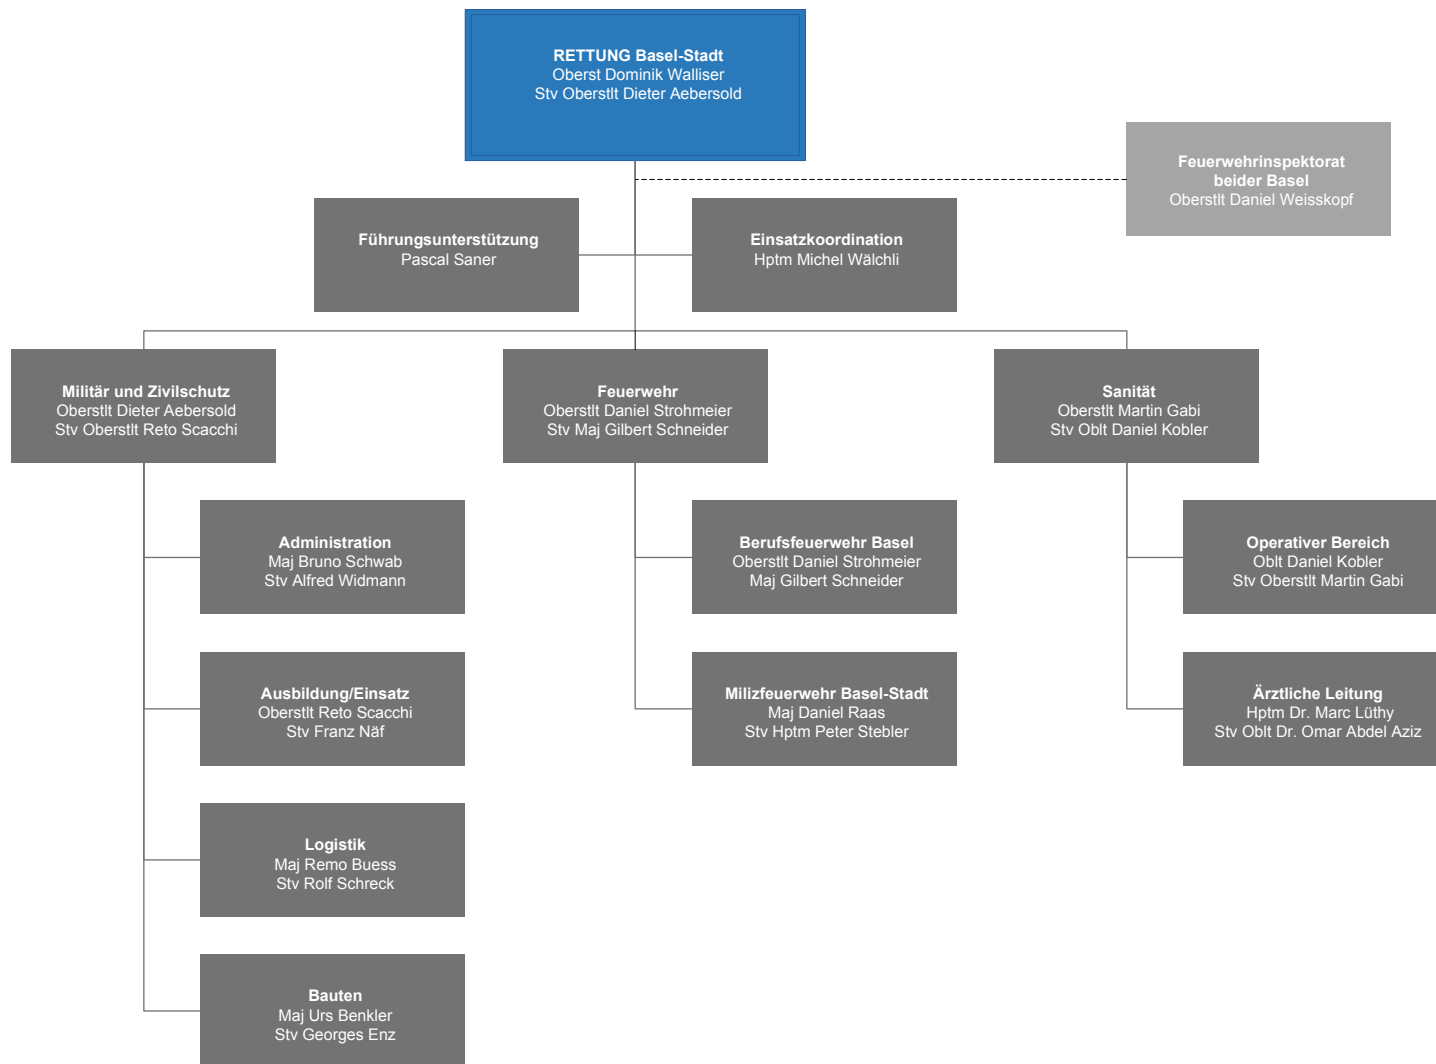 RETTUNG Basel-Stadt
Oberst Dominik Walliser
Stv Oberstlt Dieter Aebersold
Feuerwehrinspektorat
beider Basel
Oberstlt Daniel Weisskopf
Führungsunterstützung
Pascal Saner
Einsatzkoordination
Hptm Michel Wälchli
Militär und Zivilschutz
Oberstlt Dieter Aebersold
Stv Oberstlt Reto Scacchi
Feuerwehr
Oberstlt Daniel Strohmeier
Stv Maj Gilbert Schneider
Sanität
Oberstlt Martin Gabi
Stv Oblt Daniel Kobler
Administration
Maj Bruno Schwab
Stv Alfred Widmann
Berufsfeuerwehr Basel
Oberstlt Daniel Strohmeier
Maj Gilbert Schneider
Operativer Bereich
Oblt Daniel Kobler
Stv Oberstlt Martin Gabi
Ausbildung/Einsatz
Oberstlt Reto Scacchi
Stv Franz Näf
Milizfeuerwehr Basel-Stadt
Maj Daniel Raas
Stv Hptm Peter Stebler
Ärztliche Leitung
Hptm Dr. Marc Lüthy
Stv Oblt Dr. Omar Abdel Aziz
Logistik
Maj Remo Buess
Stv Rolf Schreck
Bauten
Maj Urs Benkler
Stv Georges Enz